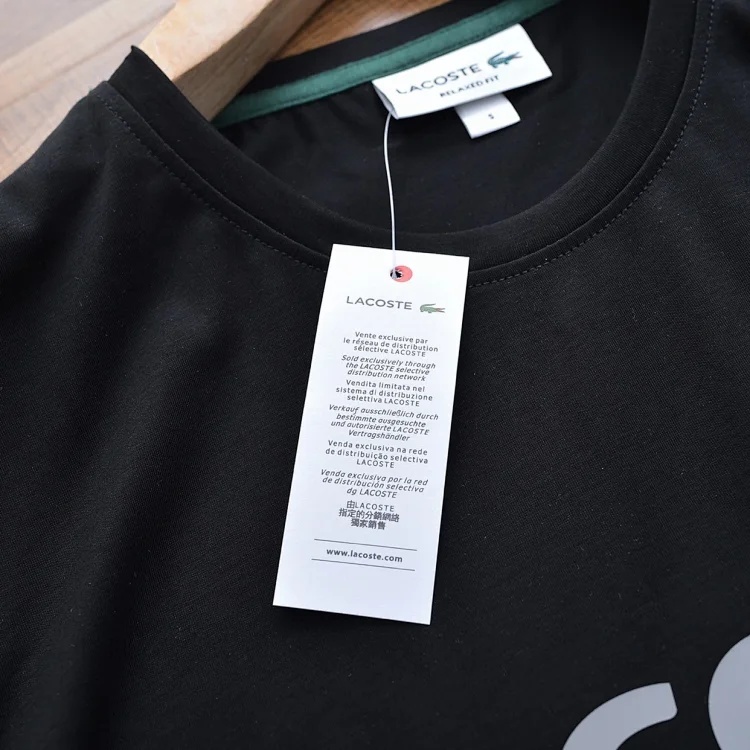 LACOSTE
RELAXED FIT
S
LACOSTE
Vente exclusive par
le réseau de distribution
sélective LACOSTE
Sold exclusively through
the LACOSTE selective
distribution network
Vendita limitata nel
sistema di distribuzione
selettiva LACOSTE
Verkauf ausschließlich durch
bestimmte ausgesuchte
und autorisierte LACOSTE
Vertragshändler
Venda exclusiva na rede
de distribuição selectiva
LACOSTE
Venda exclusiva por la red
de distribución selectiva
dg LACOSTE
由LACOSTE
指定的分銷網絡
獨家銷售
www.lacoste.com